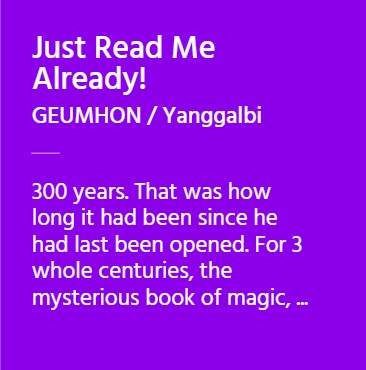 Just Read Me
Already!
GEUMHON / Yanggalbi
300 years. That was how
long it had been since he
had last been opened. For 3
whole centuries, the
mysterious book of magic, ...